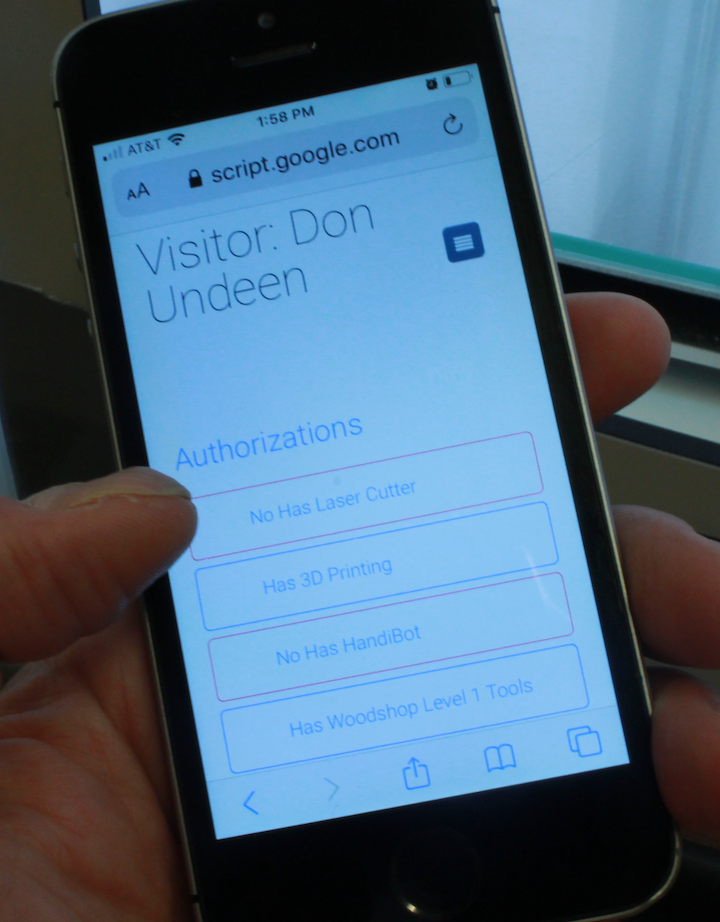 AT&T 1:58 PM
AA script.google.com
Visitor: Don
Undeen
Authorizations
No Has Laser Cutter
Has 3D Printing
No Has HandiBot
Has Woodshop Level 1 Tools